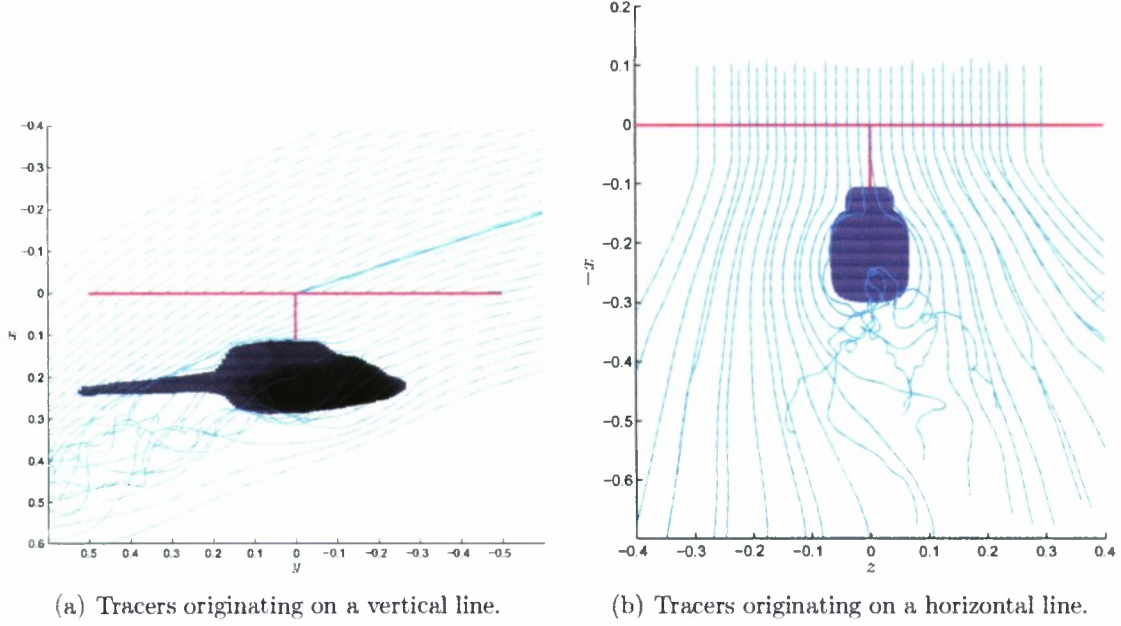 −0.4
−0.3
−0.2
−0.1
0
0.1
0.2
0.3
0.4
0.5
0.6
x
0.5 0.4 0.3 0.2 0.1 0 −0.1 −0.2 −0.3 −0.4 −0.5
y
(a) Tracers originating on a vertical line.
0.2
0.1
0
−0.1
−0.2
−0.3
−0.4
−0.5
−0.6
−x
−0.4 −0.3 −0.2 −0.1 0 0.1 0.2 0.3 0.4
z
(b) Tracers originating on a horizontal line.